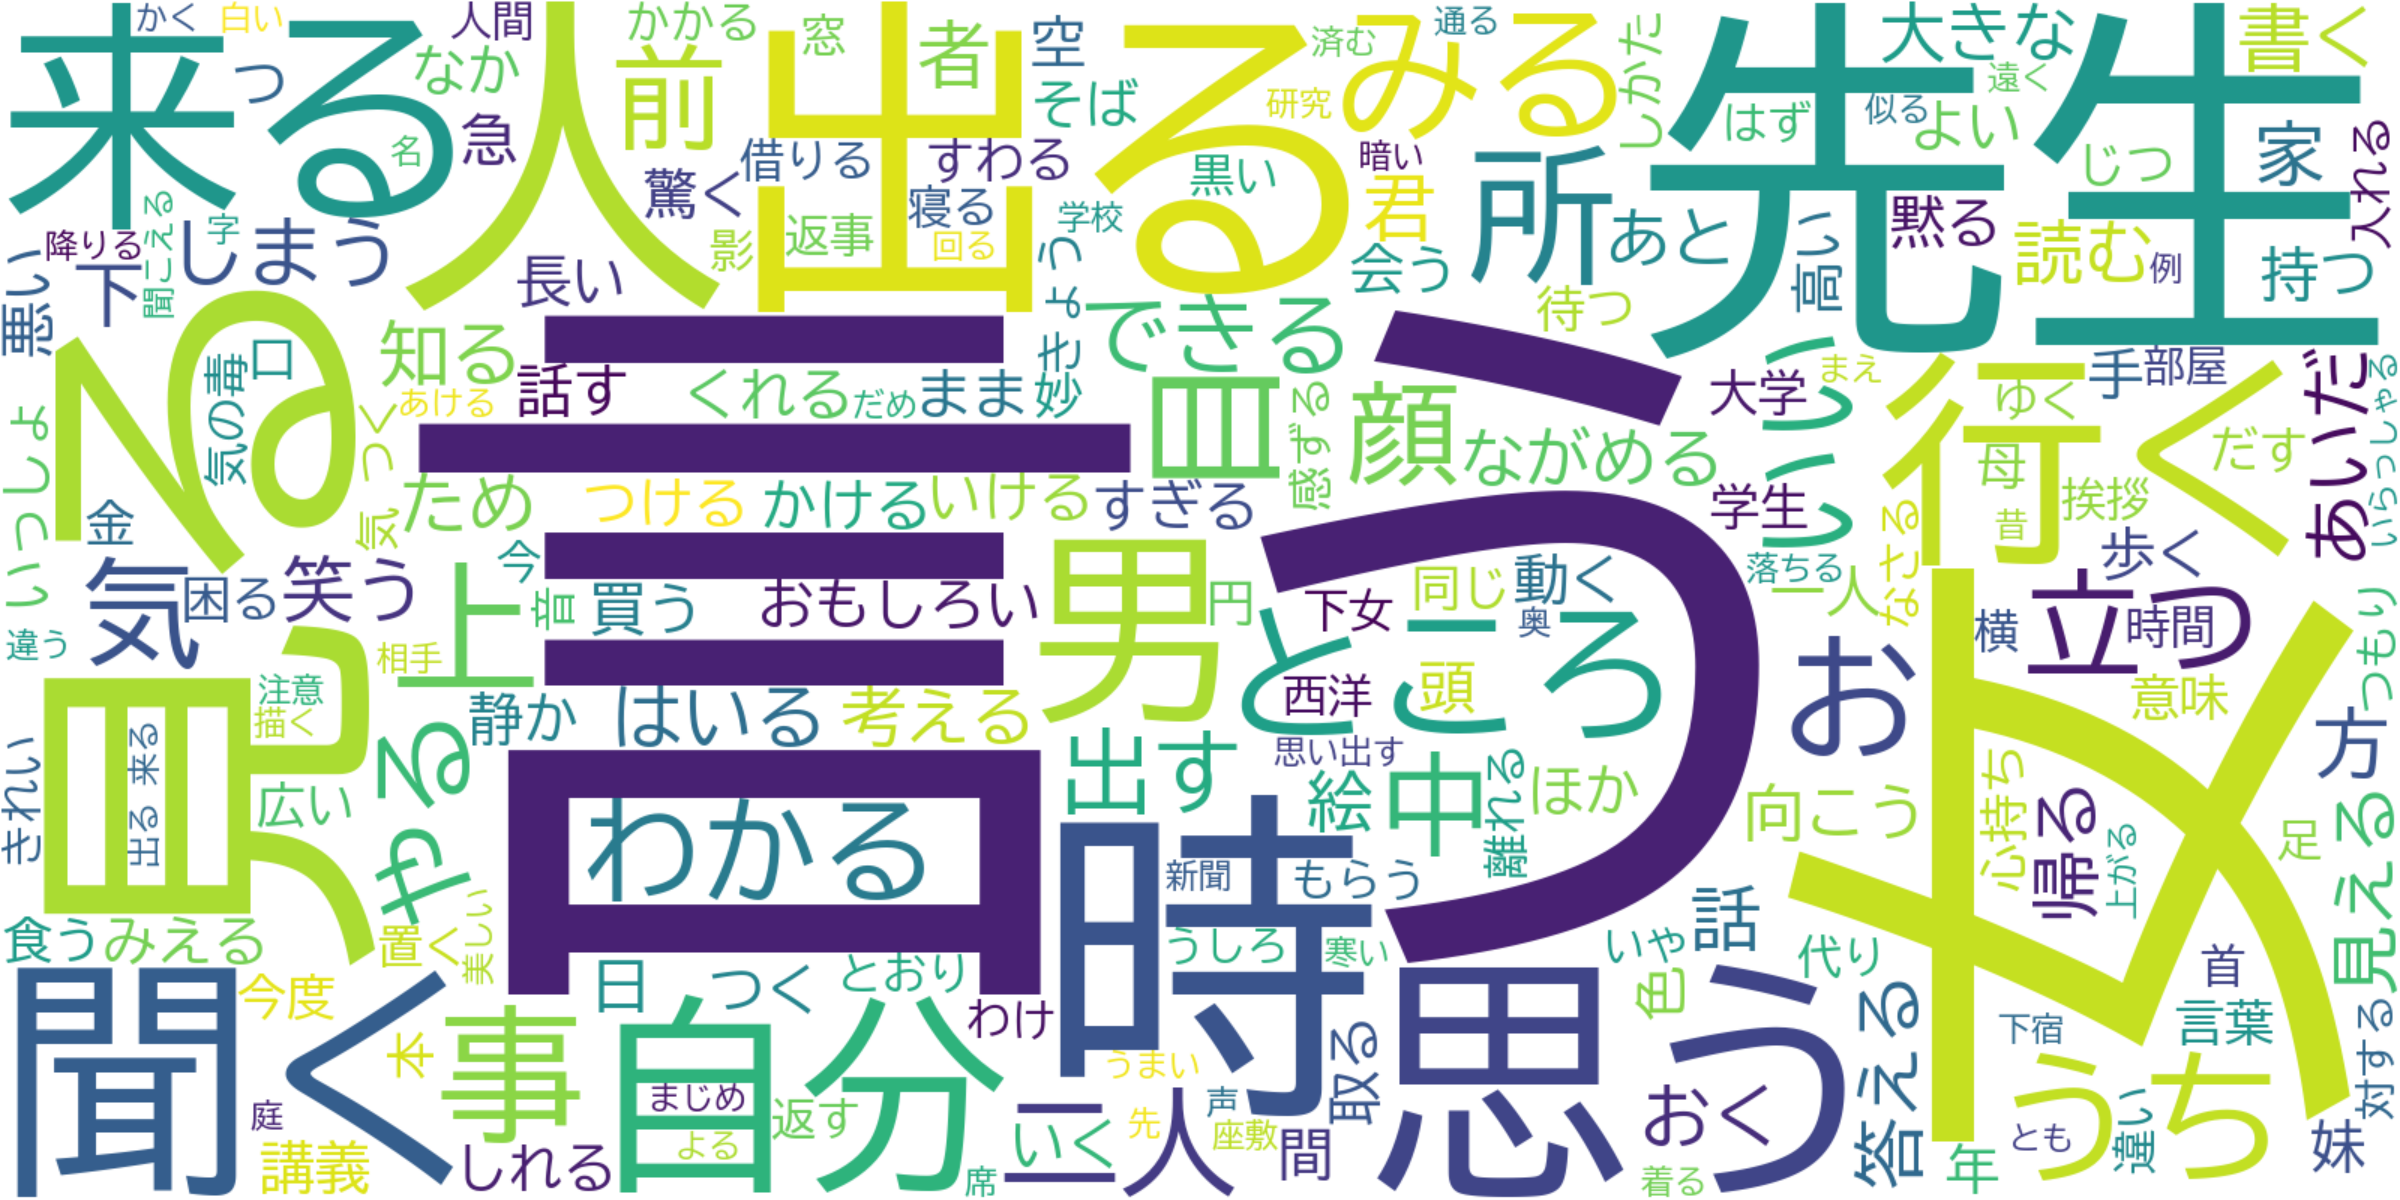 来る
かく
白い
つ
名
人間
なか
急
人
かかる
前
窓
者
出る
空
そば
みる
済む
通る
研究
しかた
先生
大きな
遠く
似る
はず
よい
書く
じつ
家
入れる
驚く
借りる
すわる
寝る
返事
影
回る
黒い
学校
暗い
君
所
あと
会う
高い
黙る
読む
例
持つ
降りる
聞こえる
字
しまう
下
悪い
長い
きょう
できる
待つ
見る
気の毒
口
知る
話す
あける
つく
くれる
だめ
まま
妙
言う
目
感ずる
顔
ながめる
大学
うり
まえ
行く
ゆく
手
部屋
母
挨拶
だす
あいだ
いらっしゃる
いっしょ
金
気
ため
つける
かける
いける
すぎる
学生
昔
なさる
困る
笑う
気
今
上
音
買う
おもしろい
男
円
ところ
下女
同じ
動く
奥
落ちる
一人
歩く
横
立つ
時間
つもり
違う
相手
注意
描く
静か
はいる
考える
西洋
頭
お
女
意味
方
きれい
出る 来る
広い
やる
わかる
出す
思い出す
絵
中
離れる
ほか
向こう
心持ち
帰る
上がる
足
見える
食う
みえる
置く
美しい
時
新聞
もらう
うしろ
寒い
話
いや
代り
色
首
聞く
今度
本
事
日
つく
とおり
自分
わけ
うまい
思う
取る
答える
下宿
言葉
対する
庭
講義
しれる
まじめ
よる
返す
席
いく
二人
先
声
座敷
間
おく
着る
年
うち
とも
違い
妹